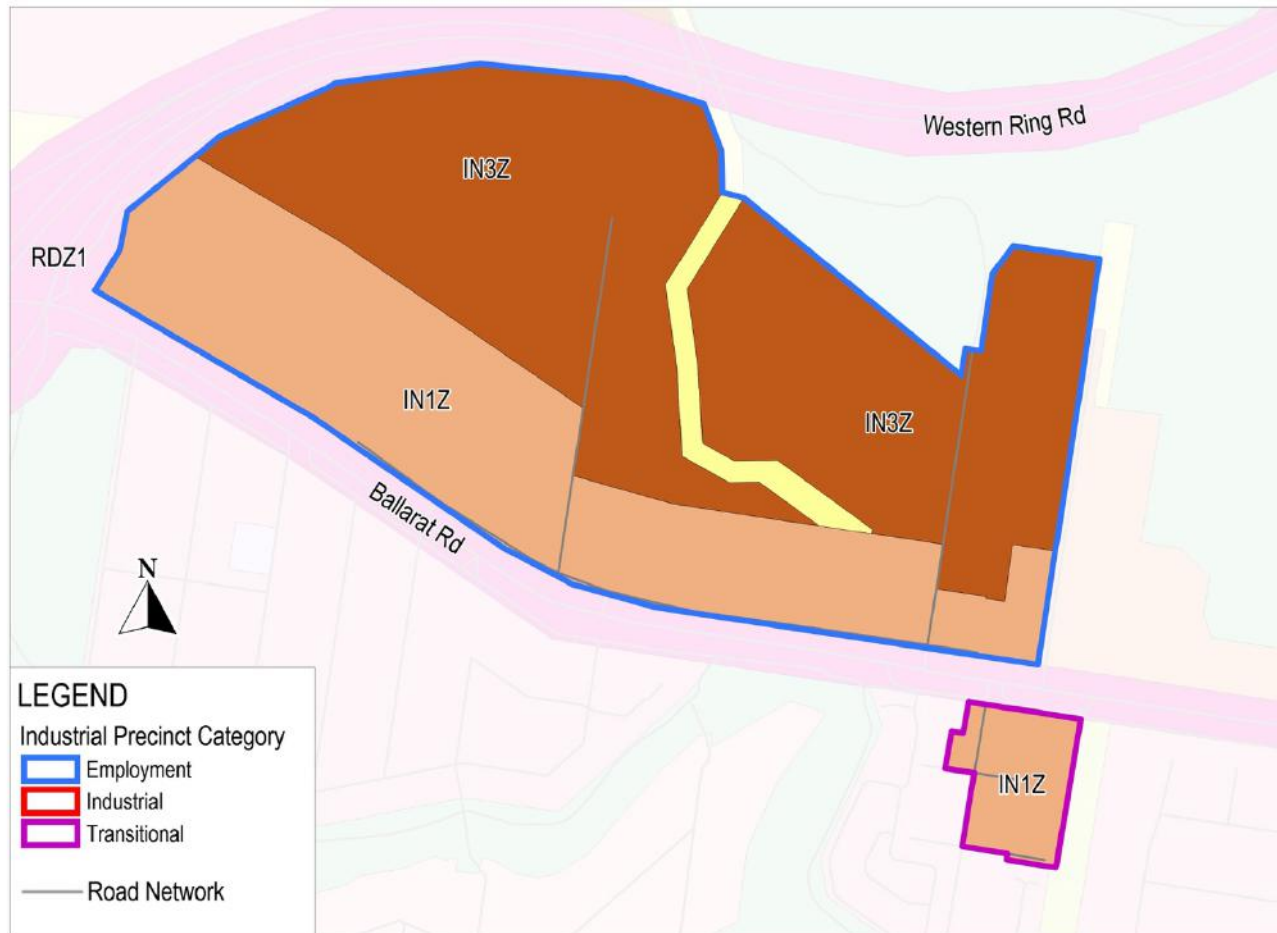 Western Ring Rd
IN3Z
RDZ1
IN1Z
IN3Z
Ballarat Rd
N
IN1Z
LEGEND
Industrial Precinct Category
Employment
Industrial
Transitional
Road Network